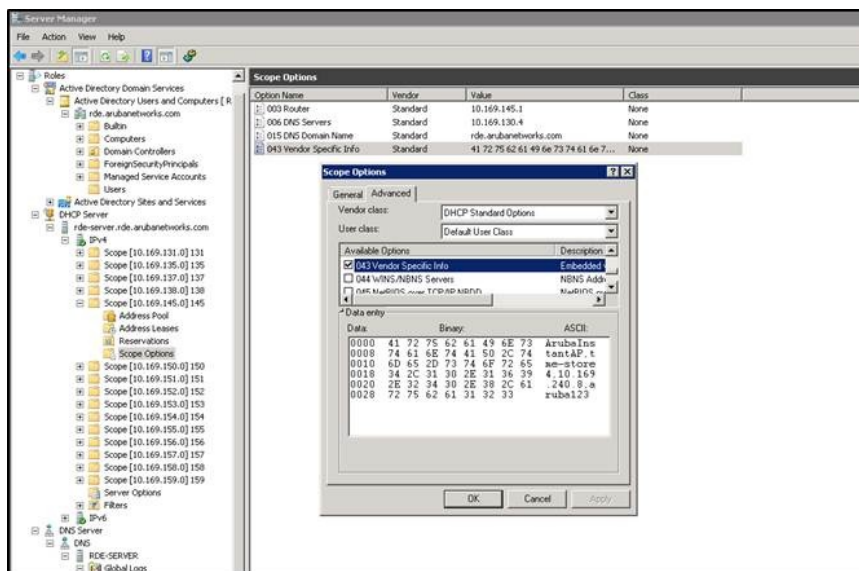 Server Manager
File Action View Help
Roles
Active Directory Domain Services
Active Directory Users and Computers [ R
rde.arubanetworks.com
Builtin
Computers
Domain Controllers
ForeignSecurityPrincipals
Managed Service Accounts
Users
Active Directory Sites and Services
DHCP Server
rde-server.rde.arubanetworks.com
IPv4
Scope [10.169.131.0] 131
Scope [10.169.135.0] 135
Scope [10.169.137.0] 137
Scope [10.169.138.0] 138
Scope [10.169.145.0] 145
Address Pool
Address Leases
Reservations
Scope Options
Scope [10.169.150.0] 150
Scope [10.169.151.0] 151
Scope [10.169.152.0] 152
Scope [10.169.153.0] 153
Scope [10.169.154.0] 154
Scope [10.169.155.0] 155
Scope [10.169.156.0] 156
Scope [10.169.157.0] 157
Scope [10.169.158.0] 158
Scope [10.169.159.0] 159
Server Options
Filters
IPv6
DNS Server
DNS
RDE-SERVER
Global Logs
Scope Options
Option Name Vendor Value Class
003 Router Standard 10.169.145.1 None
006 DNS Servers Standard 10.169.130.4 None
015 DNS Domain Name Standard rde.arubanetworks.com None
043 Vendor Specific Info Standard 41 72 75 62 61 49 6e 73 74 61 6e 7... None
Scope Options
General Advanced
Vendor class: DHCP Standard Options
User class: Default User Class
Available Options Description
043 Vendor Specific Info Embedded
044 WINS/NBNS Servers NBNS Addr
045 NetBIOS over TCP/IP NBDD NetBIOS
Data entry
Data: Binary: ASCII:
0000 41 72 75 62 61 49 6E 73 ArubaIns
0008 74 61 6E 74 41 50 2C 74 tantAP,t
0010 6D 65 2D 73 74 6F 72 65 me-store
0018 34 2C 31 30 2E 31 36 39 4,10.169
0020 2E 32 34 30 2E 38 2C 61 .240.8,a
0028 72 75 62 61 31 32 33 ruba123
OK Cancel Apply